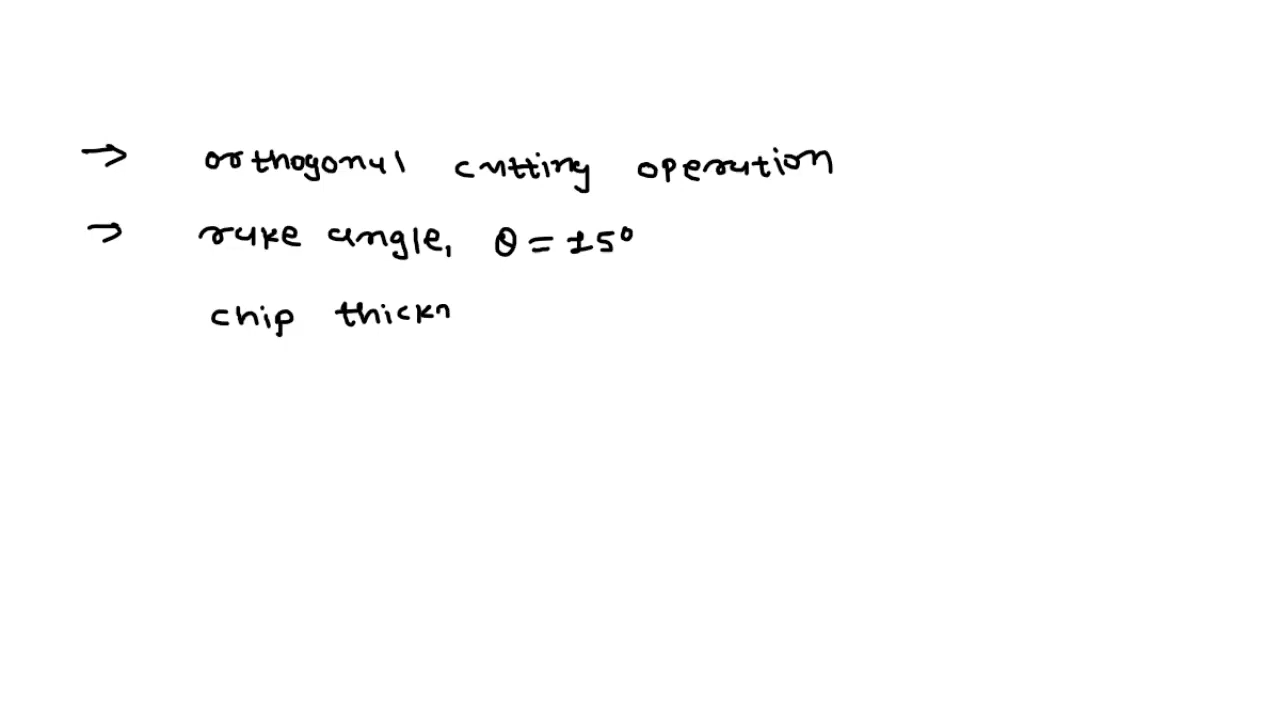 → orthogonal cutting operation
→ rake angle, θ = 15°
chip thickn